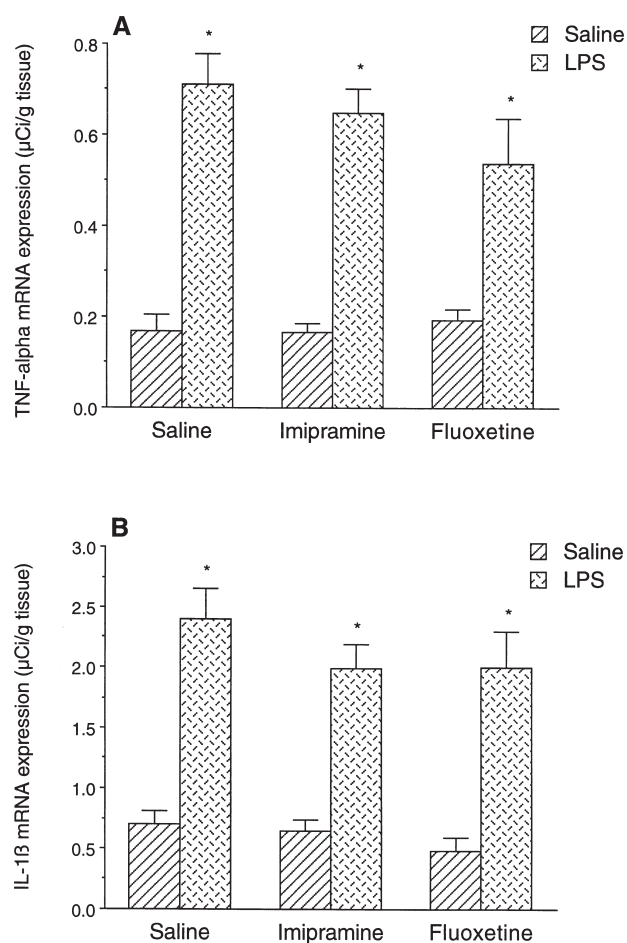 A
Saline
LPS
TNF-alpha mRNA expression (µCi/g tissue)
0.8
0.6
0.4
0.2
0.0
*
*
*
Saline Imipramine Fluoxetine
B
Saline
LPS
IL-1ß mRNA expression (µCi/g tissue)
3.0
2.5
2.0
1.5
1.0
0.5
0.0
*
*
*
Saline Imipramine Fluoxetine